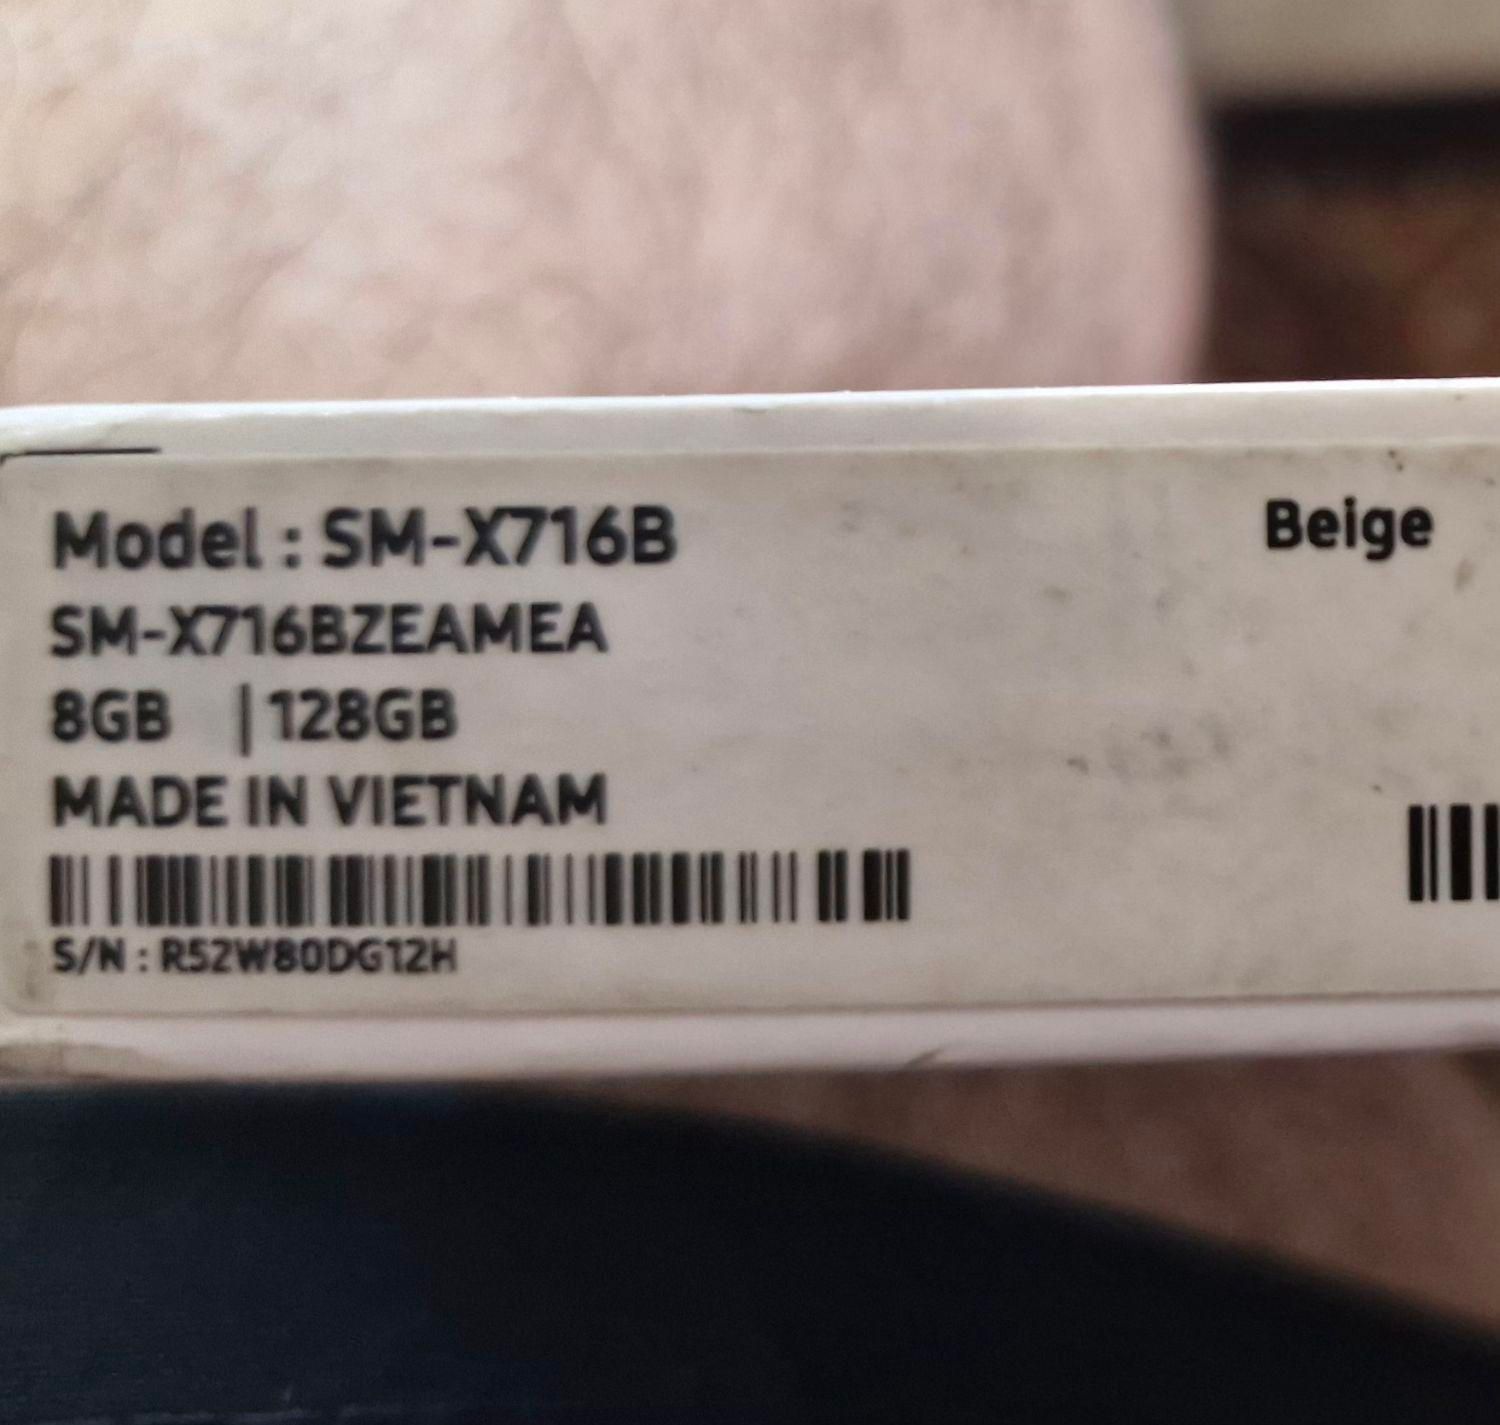 Model : SM-X716B
Beige
SM-X716BZEAMEA
8GB | 128GB
MADE IN VIETNAM
S/N : R52W80DG12H